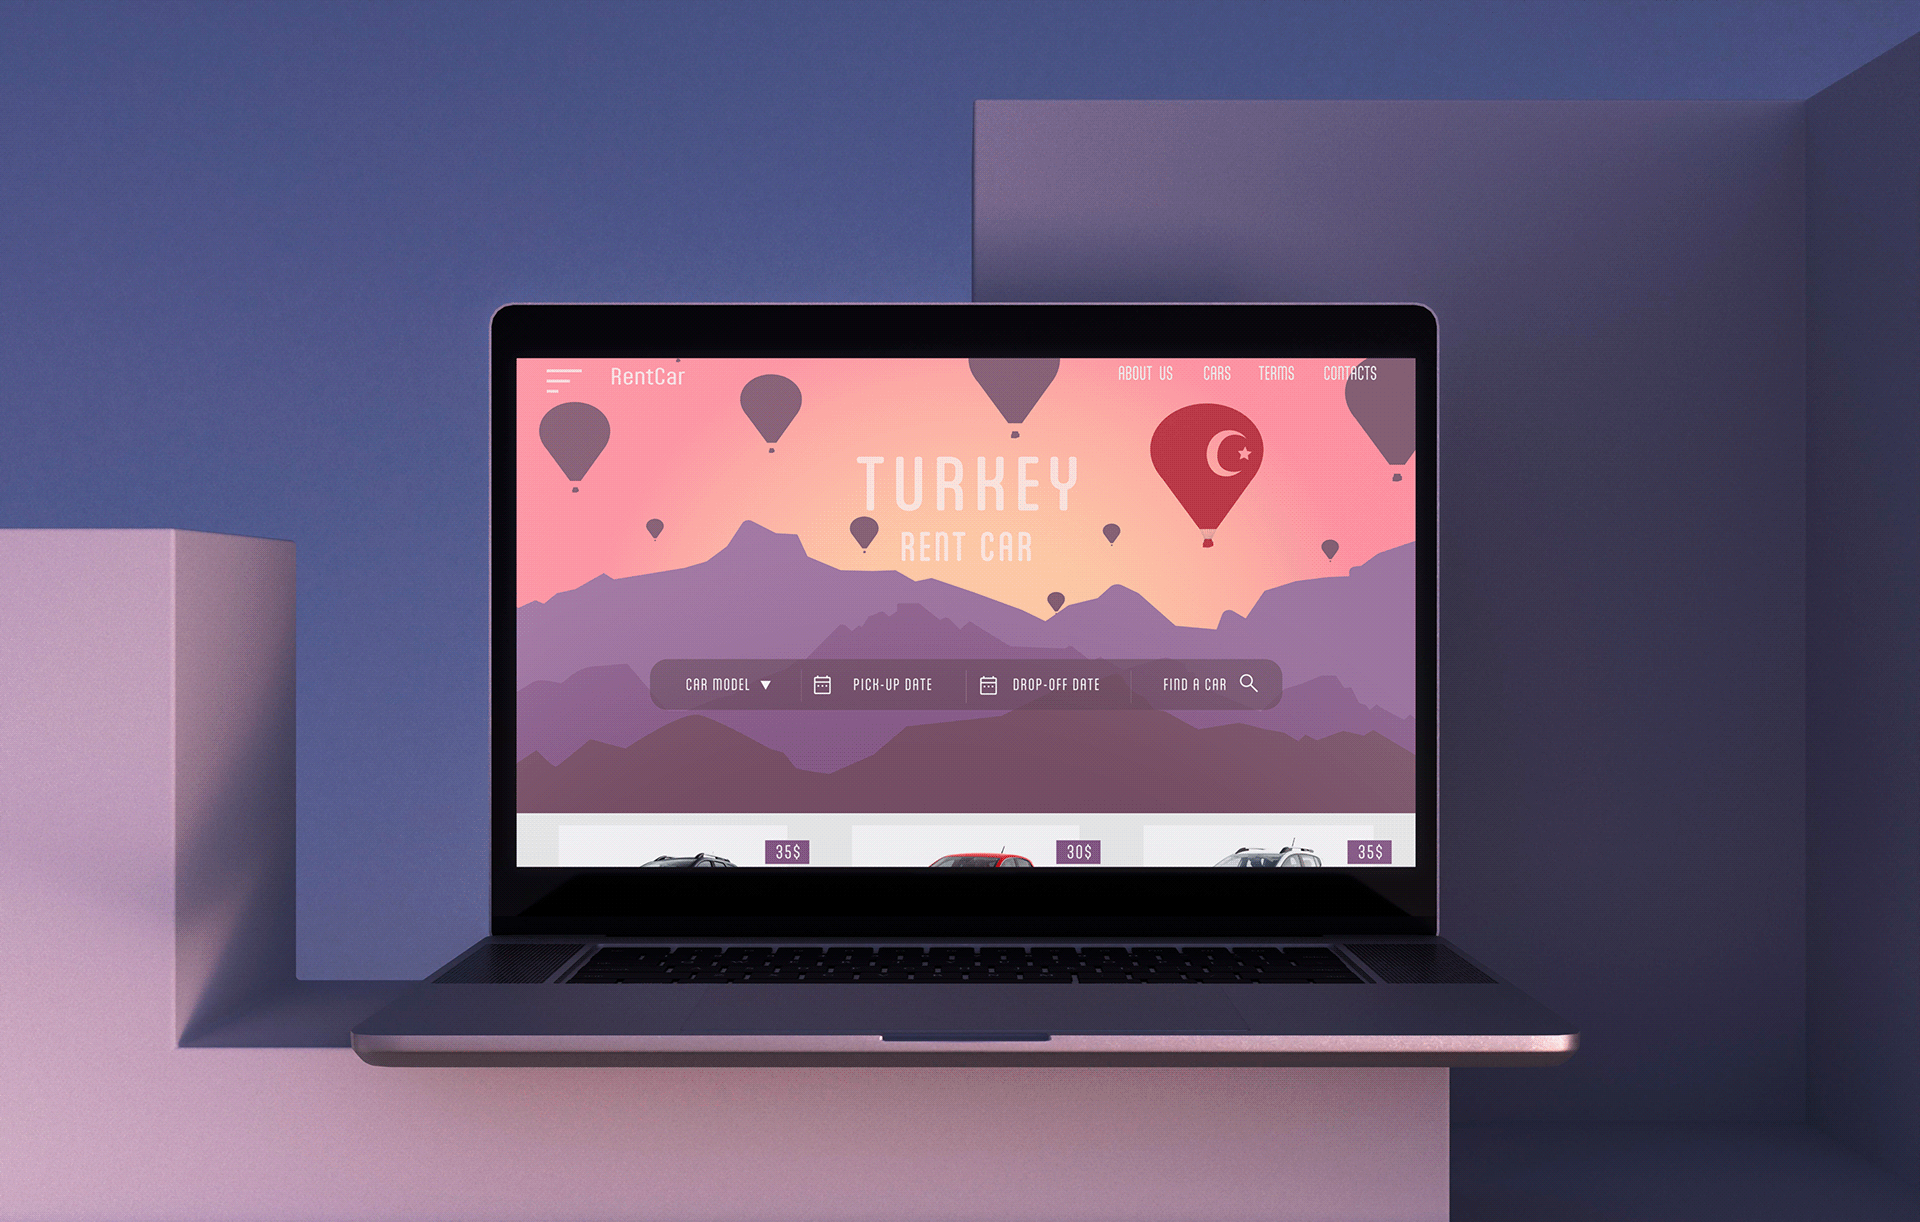 RentCar
ABOUT US CARS TERMS CONTACTS
TURKEY
RENT CAR
CAR MODEL PICK-UP DATE DROP-OFF DATE FIND A CAR
35$ 30$ 35$